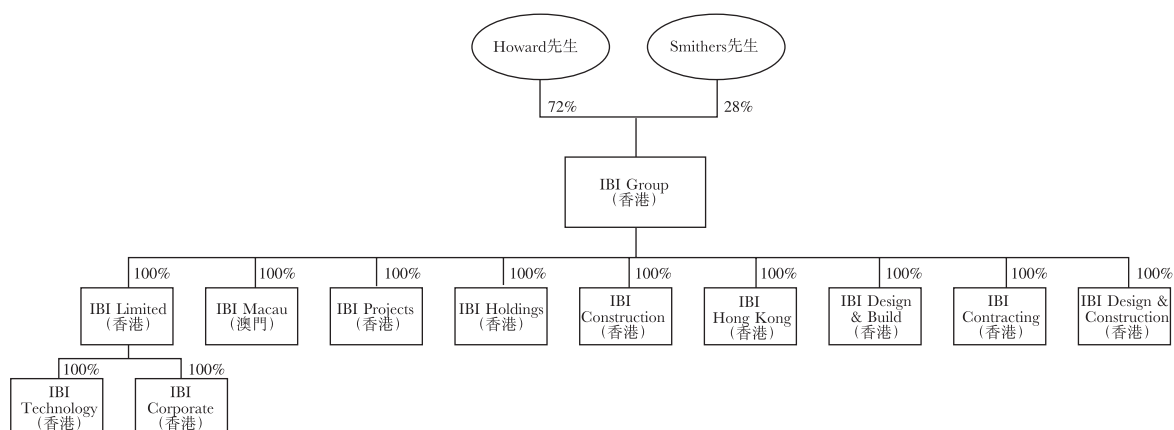 Howard先生
Smithers先生
72%
28%
IBI Group
(香港)
100%
100%
100%
100%
100%
100%
100%
100%
100%
IBI Limited
(香港)
IBI Macau
(澳門)
IBI Projects
(香港)
IBI Holdings
(香港)
IBI
Construction
(香港)
IBI
Hong Kong
(香港)
IBI Design
& Build
(香港)
IBI
Contracting
(香港)
IBI Design &
Construction
(香港)
100%
100%
IBI
Technology
(香港)
IBI
Corporate
(香港)